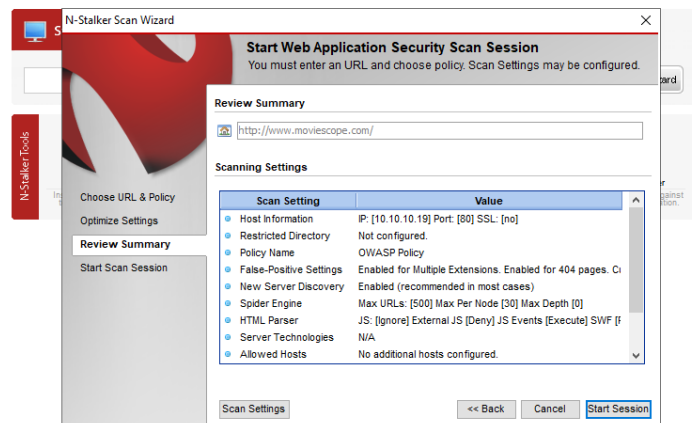 N-Stalker Scan Wizard
Start Web Application Security Scan Session
You must enter an URL and choose policy. Scan Settings may be configured.
Review Summary
http://www.moviescope.com/
Scanning Settings
N-Stalker Tools
Choose URL & Policy
Optimize Settings
Review Summary
Start Scan Session
Scan Setting Value
Host Information IP: [10.10.10.19] Port: [80] SSL: [no]
Restricted Directory Not configured.
Policy Name OWASP Policy
False-Positive Settings Enabled for Multiple Extensions. Enabled for 404 pages.
New Server Discovery Enabled (recommended in most cases)
Spider Engine Max URLs: [500] Max Per Node [30] Max Depth [0]
HTML Parser JS: [Ignore] External JS [Deny] JS Events [Execute] SWF
Server Technologies N/A
Allowed Hosts No additional hosts configured.
Scan Settings << Back Cancel Start Session